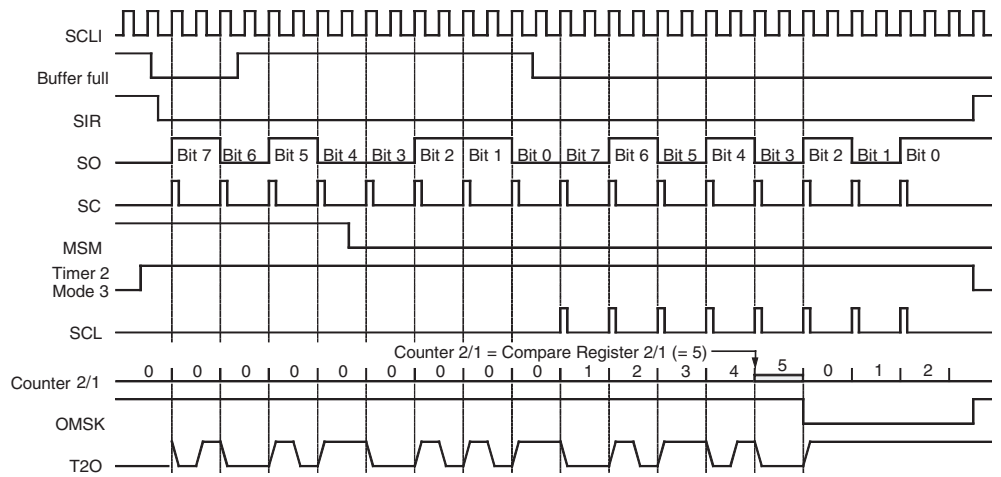 SCLI
Buffer full
SIR
SO Bit 7 Bit 6 Bit 5 Bit 4 Bit 3 Bit 2 Bit 1 Bit 0 Bit 7 Bit 6 Bit 5 Bit 4 Bit 3 Bit 2 Bit 1 Bit 0
SC
MSM
Timer 2
Mode 3
SCL
Counter 2/1 = Compare Register 2/1 (= 5)
Counter 2/1 0 0 0 0 0 0 0 0 1 2 3 4 5 0 1 2
OMSK
T2O